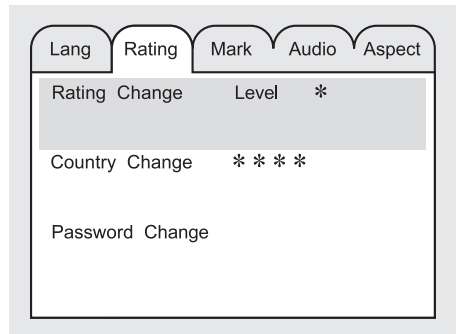 Lang Rating Mark Audio Aspect
Rating Change Level *
Country Change * * * *
Password Change